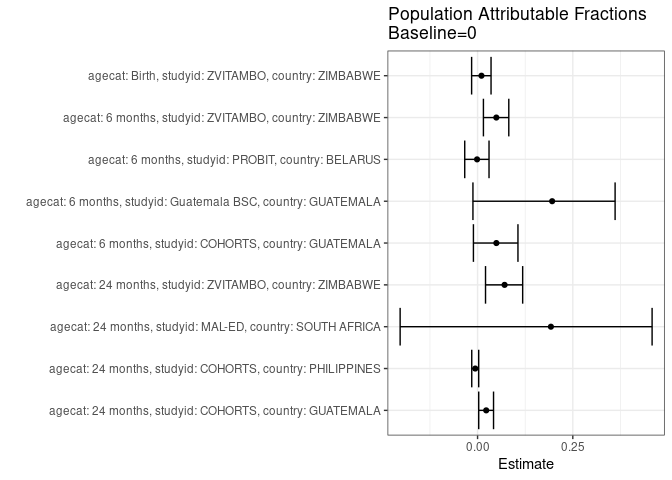 Population Attributable Fractions
Baseline=0
agecat: Birth, studyid: ZVITAMBO, country: ZIMBABWE
agecat: 6 months, studyid: ZVITAMBO, country: ZIMBABWE
agecat: 6 months, studyid: PROBIT, country: BELARUS
agecat: 6 months, studyid: Guatemala BSC, country: GUATEMALA
agecat: 6 months, studyid: COHORTS, country: GUATEMALA
agecat: 24 months, studyid: ZVITAMBO, country: ZIMBABWE
agecat: 24 months, studyid: MAL-ED, country: SOUTH AFRICA
agecat: 24 months, studyid: COHORTS, country: PHILIPPINES
agecat: 24 months, studyid: COHORTS, country: GUATEMALA
0.00 0.25
Estimate